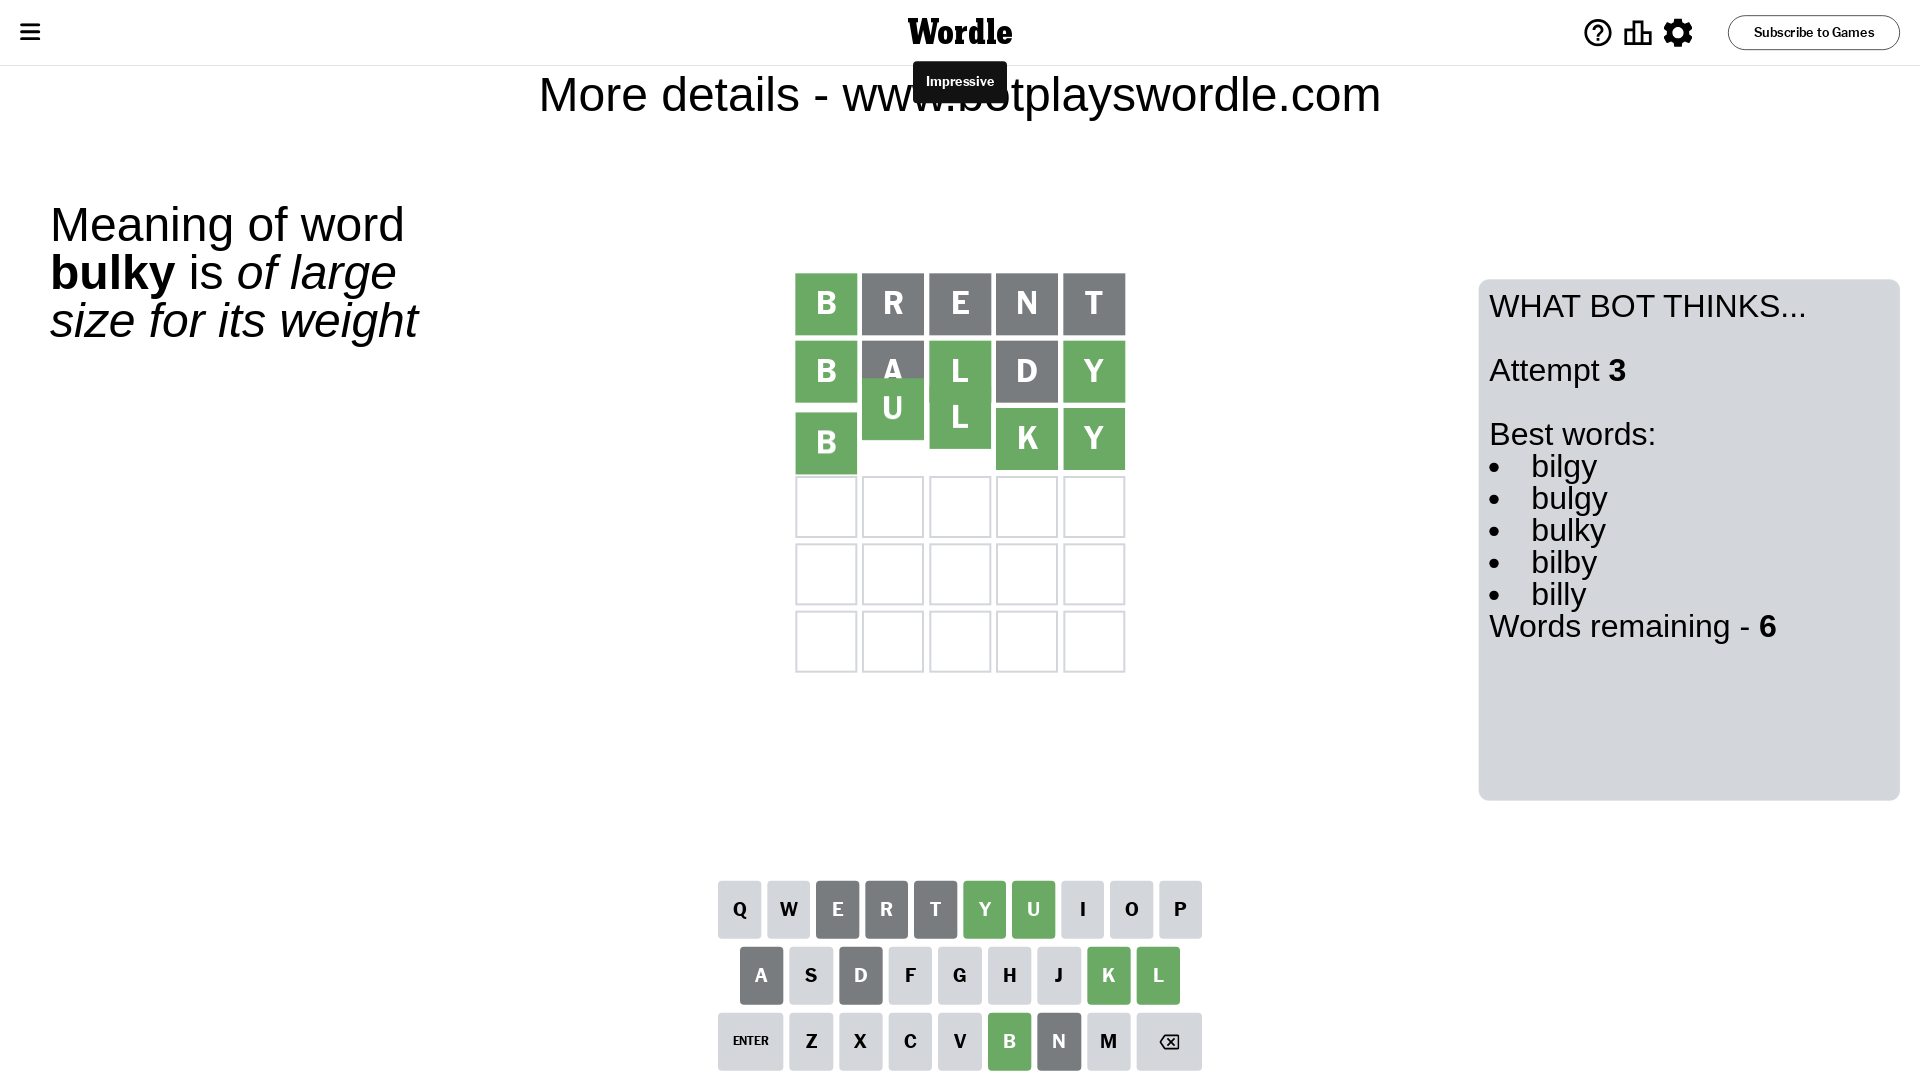 Wordle
Subscribe to Games
Impressive
More details - www.botplayswordle.com
Meaning of word
bulky is of large
size for its weight
B R E N T
B A L D Y
B U L K Y
WHAT BOT THINKS...
Attempt 3
Best words:
• bilgy
• bulgy
• bulky
• bilby
• billy
Words remaining - 6
Q W E R T Y U I O P
A S D F G H J K L
ENTER Z X C V B N M